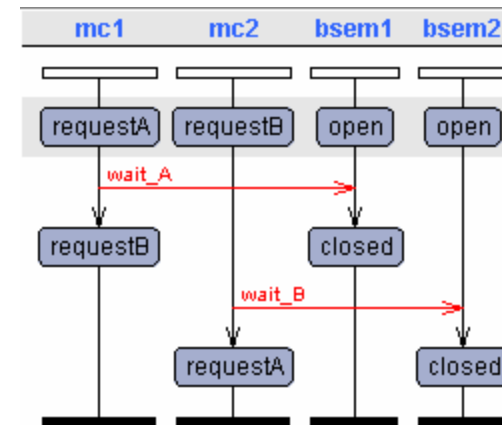 mc1 mc2 bsem1 bsem2
requestA requestB open open
wait_A
requestB closed
wait_B
requestA closed